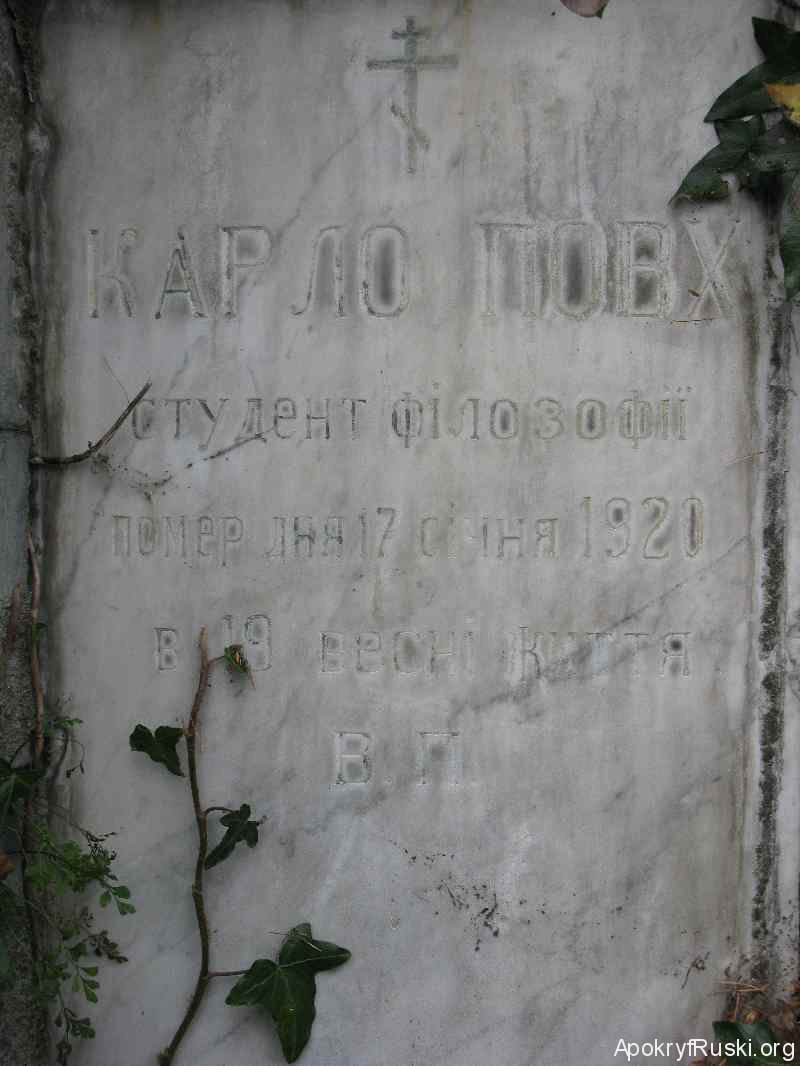 КАРЛО ПОВХ
студент філозофії
помер дня 17 січня 1920
в 19 весні життя
В. П.
ApokryfRuski.org